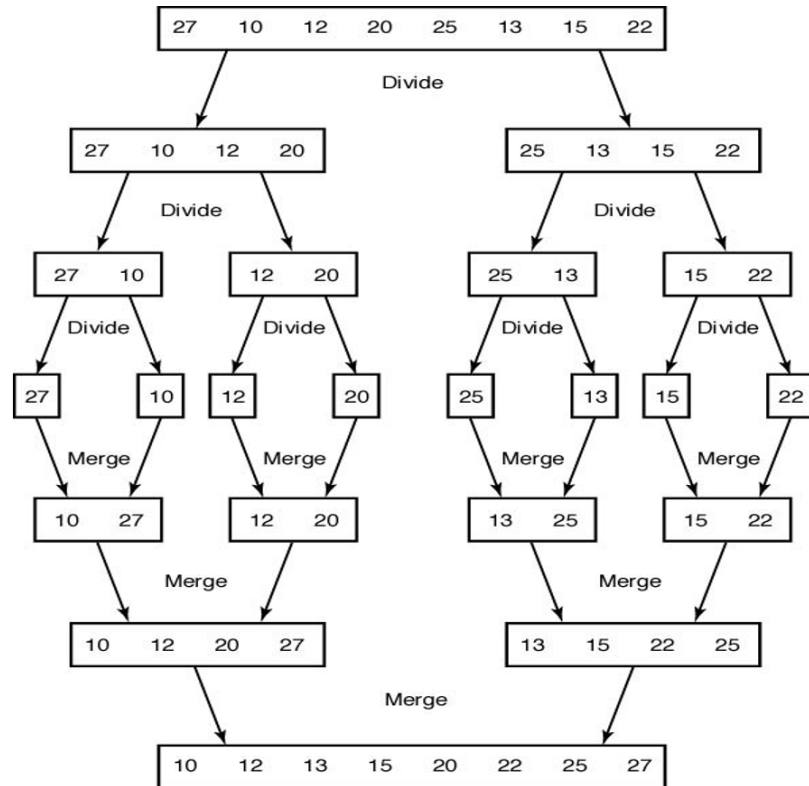 27 10 12 20 25 13 15 22
Divide
27 10 12 20 25 13 15 22
Divide Divide
27 10 12 20 25 13 15 22
Divide Divide Divide Divide
27 10 12 20 25 13 15 22
Merge Merge Merge Merge
10 27 12 20 13 25 15 22
Merge Merge
10 12 20 27 13 15 22 25
Merge
10 12 13 15 20 22 25 27